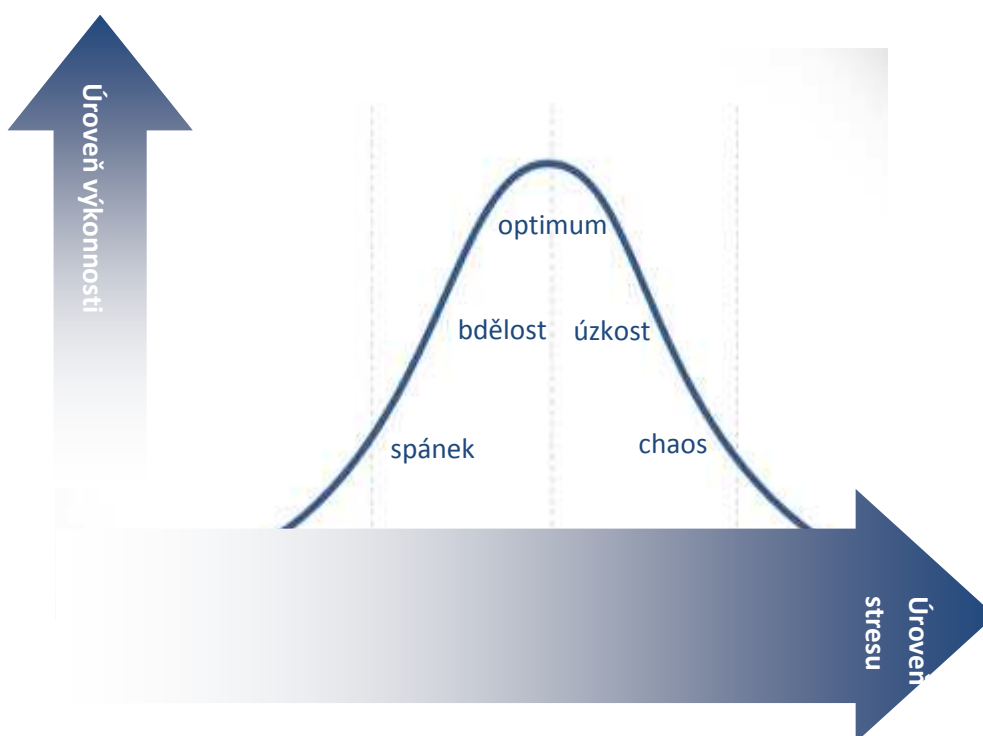 Úroveň výkonnosti
optimum
bdělost
úzkost
spánek
chaos
Úroveň
stresu